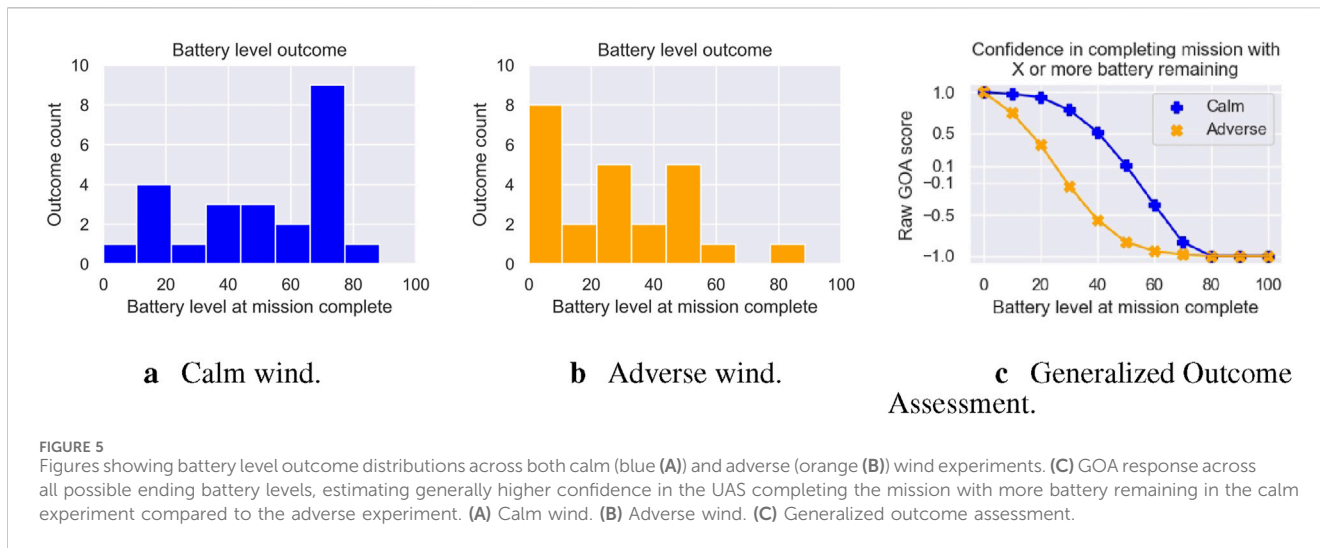 Battery level outcome
10
8
6
4
2
0
Outcome count
0 20 40 60 80 100
Battery level at mission complete
a Calm wind.
Battery level outcome
10
8
6
4
2
0
Outcome count
0 20 40 60 80 100
Battery level at mission complete
b Adverse wind.
Confidence in completing mission with
X or more battery remaining
1.0
0.5
0.1
−0.1
−0.5
−1.0
Raw GOA score
Calm
Adverse
0 20 40 60 80 100
Battery level at mission complete
c Generalized Outcome
Assessment.
FIGURE 5
Figures showing battery level outcome distributions across both calm (blue (A)) and adverse (orange (B)) wind experiments. (C) GOA response across
all possible ending battery levels, estimating generally higher confidence in the UAS completing the mission with more battery remaining in the calm
experiment compared to the adverse experiment. (A) Calm wind. (B) Adverse wind. (C) Generalized outcome assessment.